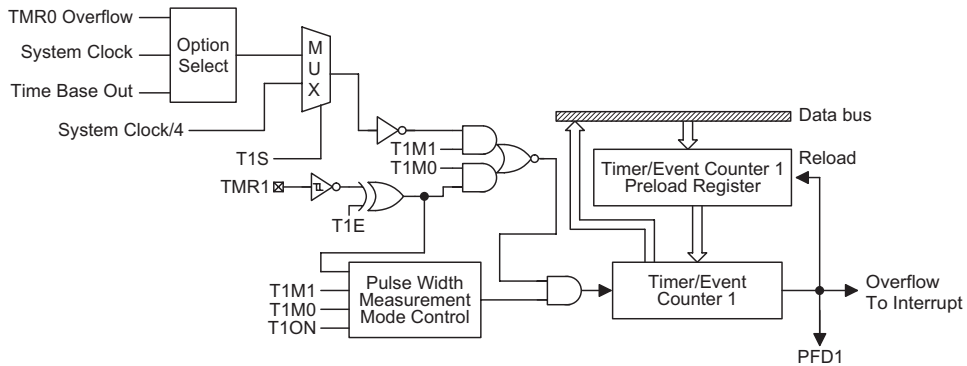 TMR0 Overflow
System Clock
Time Base Out
Option
Select
M
U
X
System Clock/4
T1S
T1M1
T1M0
TMR1
T1E
Data bus
Timer/Event Counter 1
Preload Register
Reload
T1M1
T1M0
T1ON
Pulse Width
Measurement
Mode Control
Timer/Event
Counter 1
Overflow
To Interrupt
PFD1